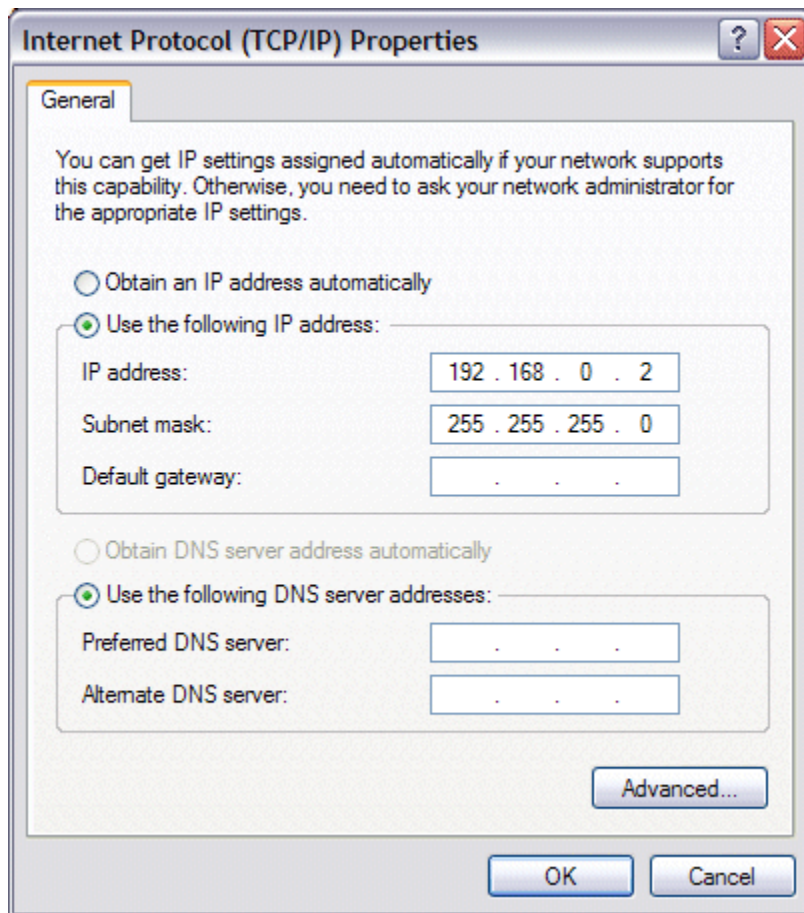 Internet Protocol (TCP/IP) Properties
General
You can get IP settings assigned automatically if your network supports
this capability. Otherwise, you need to ask your network administrator for
the appropriate IP settings.
Obtain an IP address automatically
Use the following IP address:
IP address: 192 . 168 . 0 . 2
Subnet mask: 255 . 255 . 255 . 0
Default gateway: . . .
Obtain DNS server address automatically
Use the following DNS server addresses:
Preferred DNS server: . . .
Alternate DNS server: . . .
Advanced...
OK Cancel